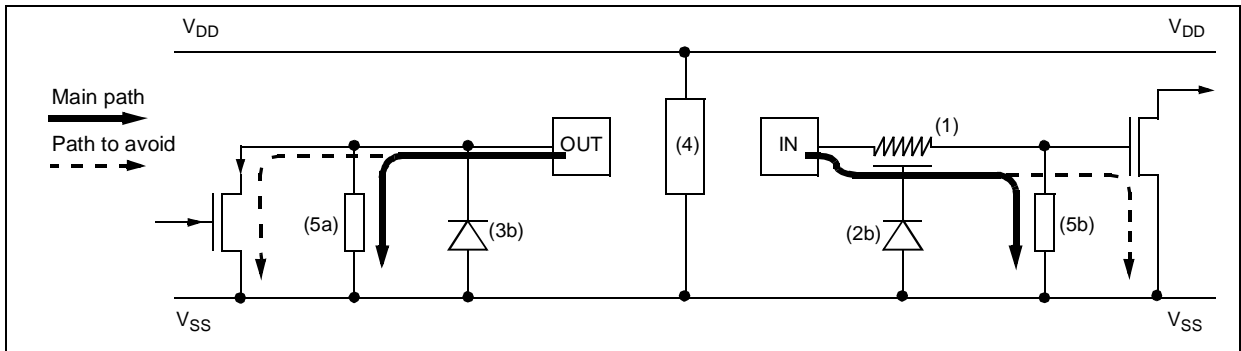 VDD
VDD
Main path
Path to avoid
OUT
(4)
IN
(1)
(5a)
(3b)
(2b)
(5b)
VSS
VSS